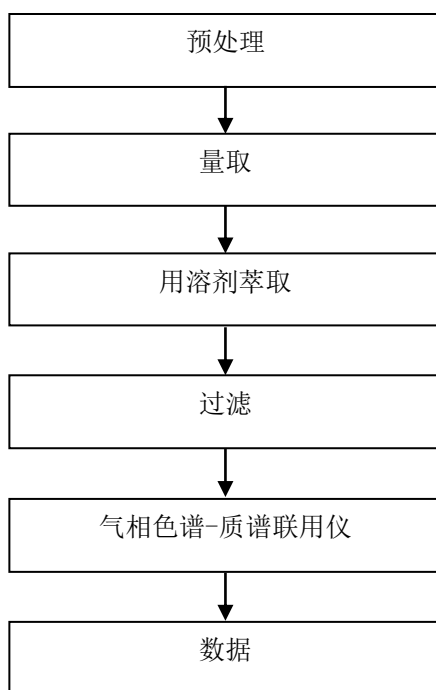 预处理
量取
用溶剂萃取
过滤
气相色谱-质谱联用仪
数据